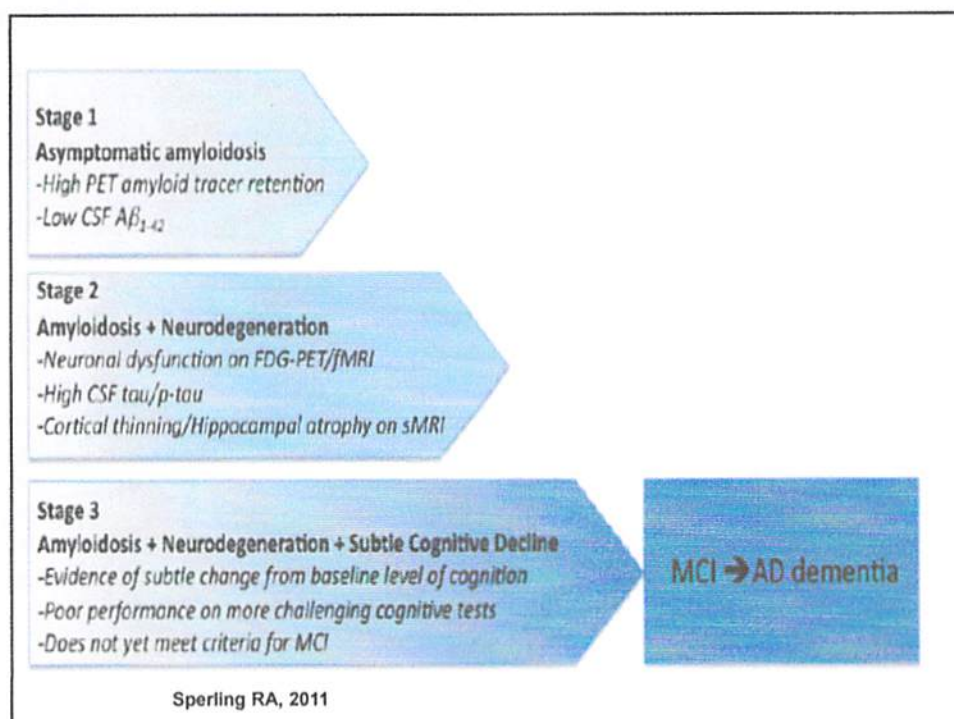 Stage 1
Asymptomatic amyloidosis
-High PET amyloid tracer retention
-Low CSF Aβ1-42
Stage 2
Amyloidosis + Neurodegeneration
-Neuronal dysfunction on FDG-PET/fMRI
-High CSF tau/p-tau
-Cortical thinning/Hippocampal atrophy on sMRI
Stage 3
Amyloidosis + Neurodegeneration + Subtle Cognitive Decline
-Evidence of subtle change from baseline level of cognition
-Poor performance on more challenging cognitive tests
-Does not yet meet criteria for MCI
MCI ➔ AD dementia
Sperling RA, 2011